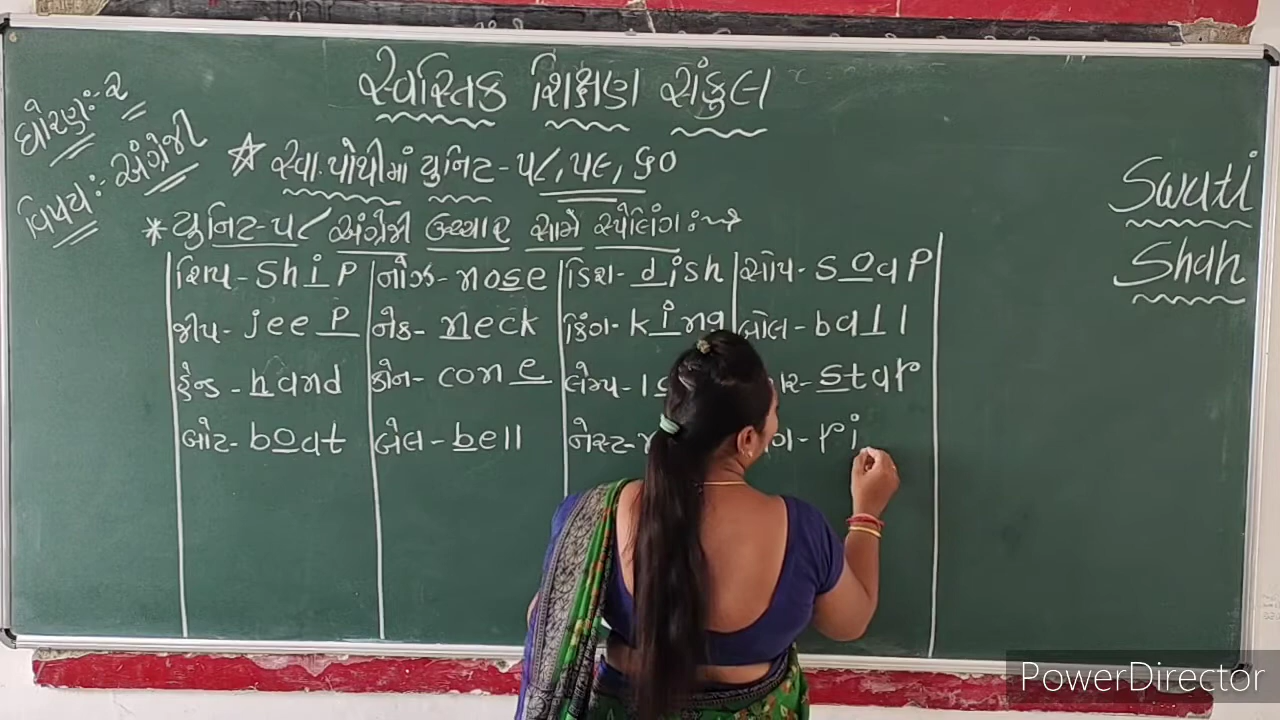 સ્વસ્તિક શિક્ષણ સંકુલ
ધોરણ:- ૨
વિષય:- અંગ્રેજી
સ્વા.પોથીમાં યુનિટ - ૫૮, ૫૯, ૬૦
* યુનિટ - ૫૮ અંગ્રેજી ઉચ્ચાર સામે સ્પેલિંગ :→
Swati
Shah
શિપ - ship નોઝ - nose ડિશ - dish સોપ - soap
જીપ - jeep નેક - neck કિંગ - king બોલ - ball
હેન્ડ - hand કોન - cone લેમ્પ - l star
બોટ - boat બેલ - bell નેસ્ટ - ri
PowerDirector